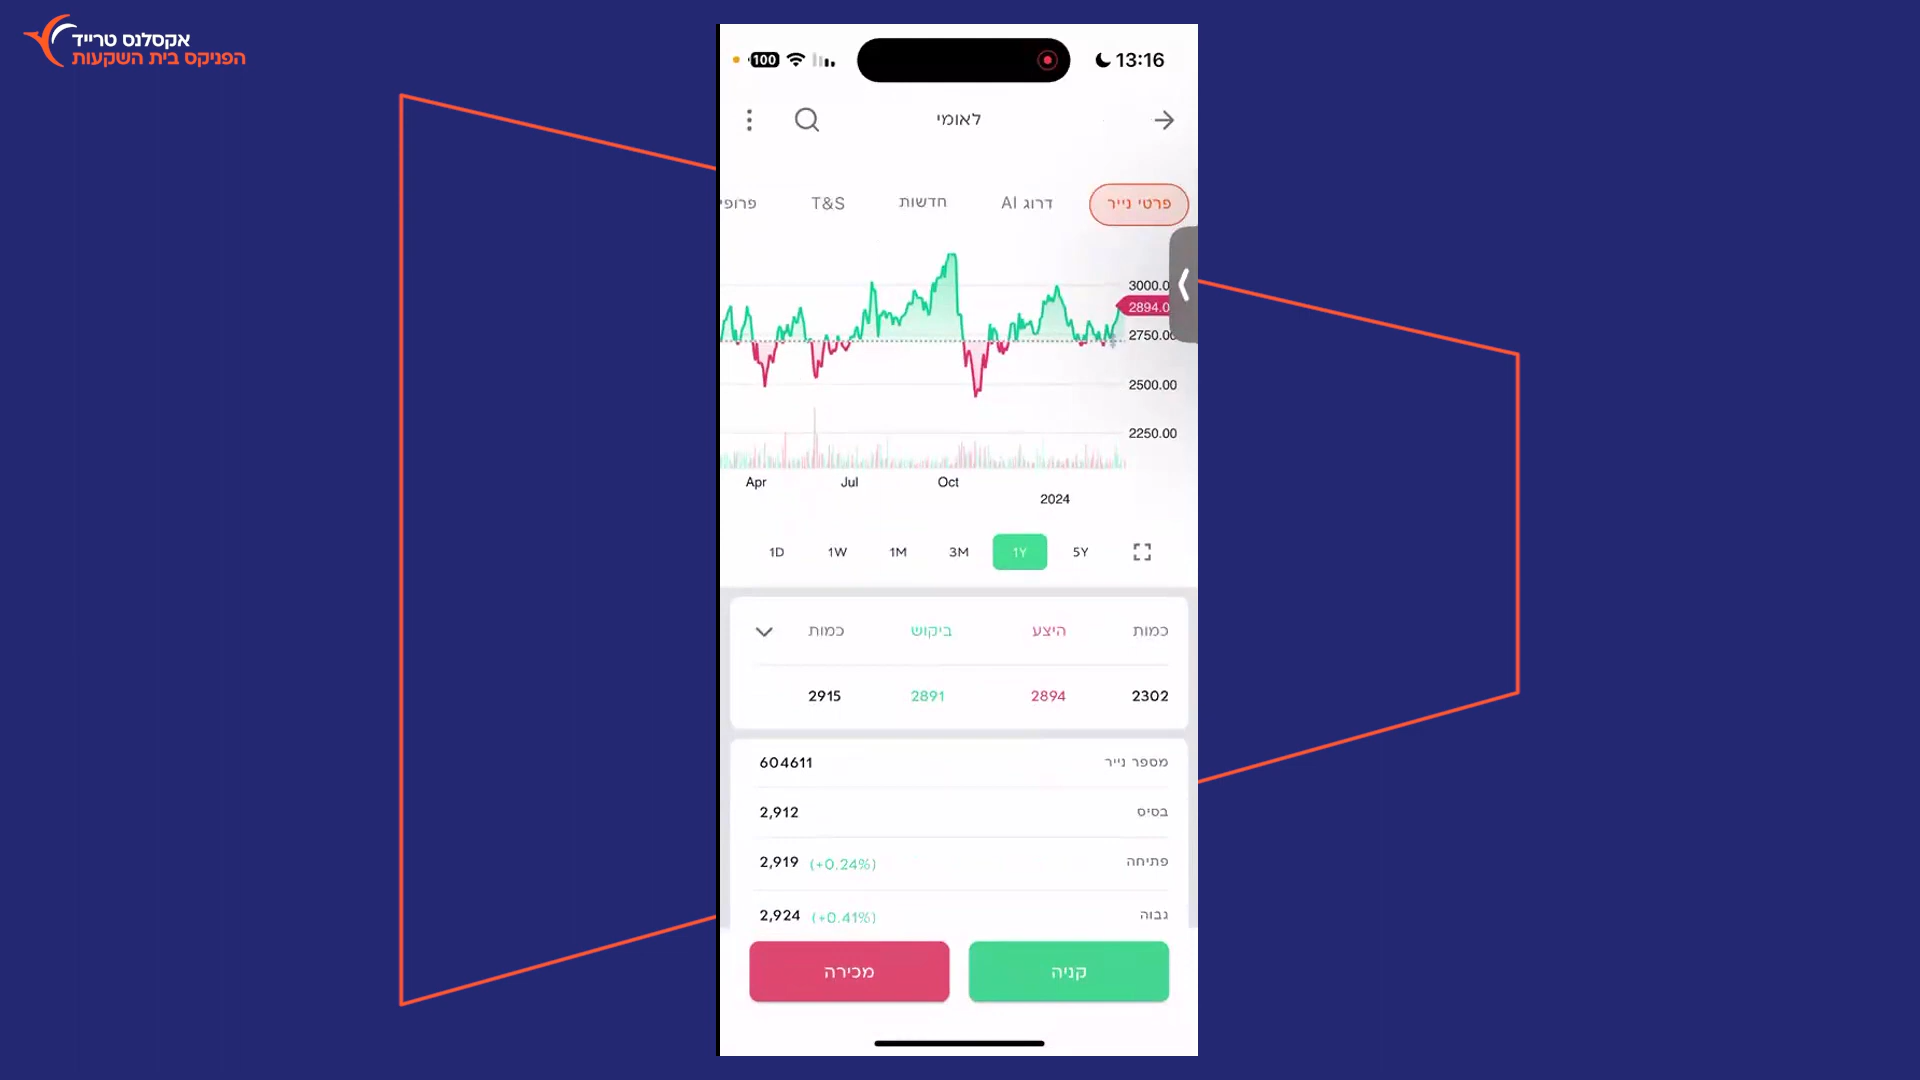 אקסלנס טרייד
הפניקס בית השקעות
100
13:16
לאומי
פרטי נייר
דרוג AI
חדשות
T&S
פרופי
3000.0
2894.0
2750.00
2500.00
2250.00
Apr Jul Oct
2024
1D 1W 1M 3M 1Y 5Y
כמות היצע ביקוש כמות
2302 2894 2891 2915
מספר נייר 604611
בסיס 2,912
פתיחה 2,919 (+0.24%)
גבוה 2,924 (+0.41%)
קניה מכירה